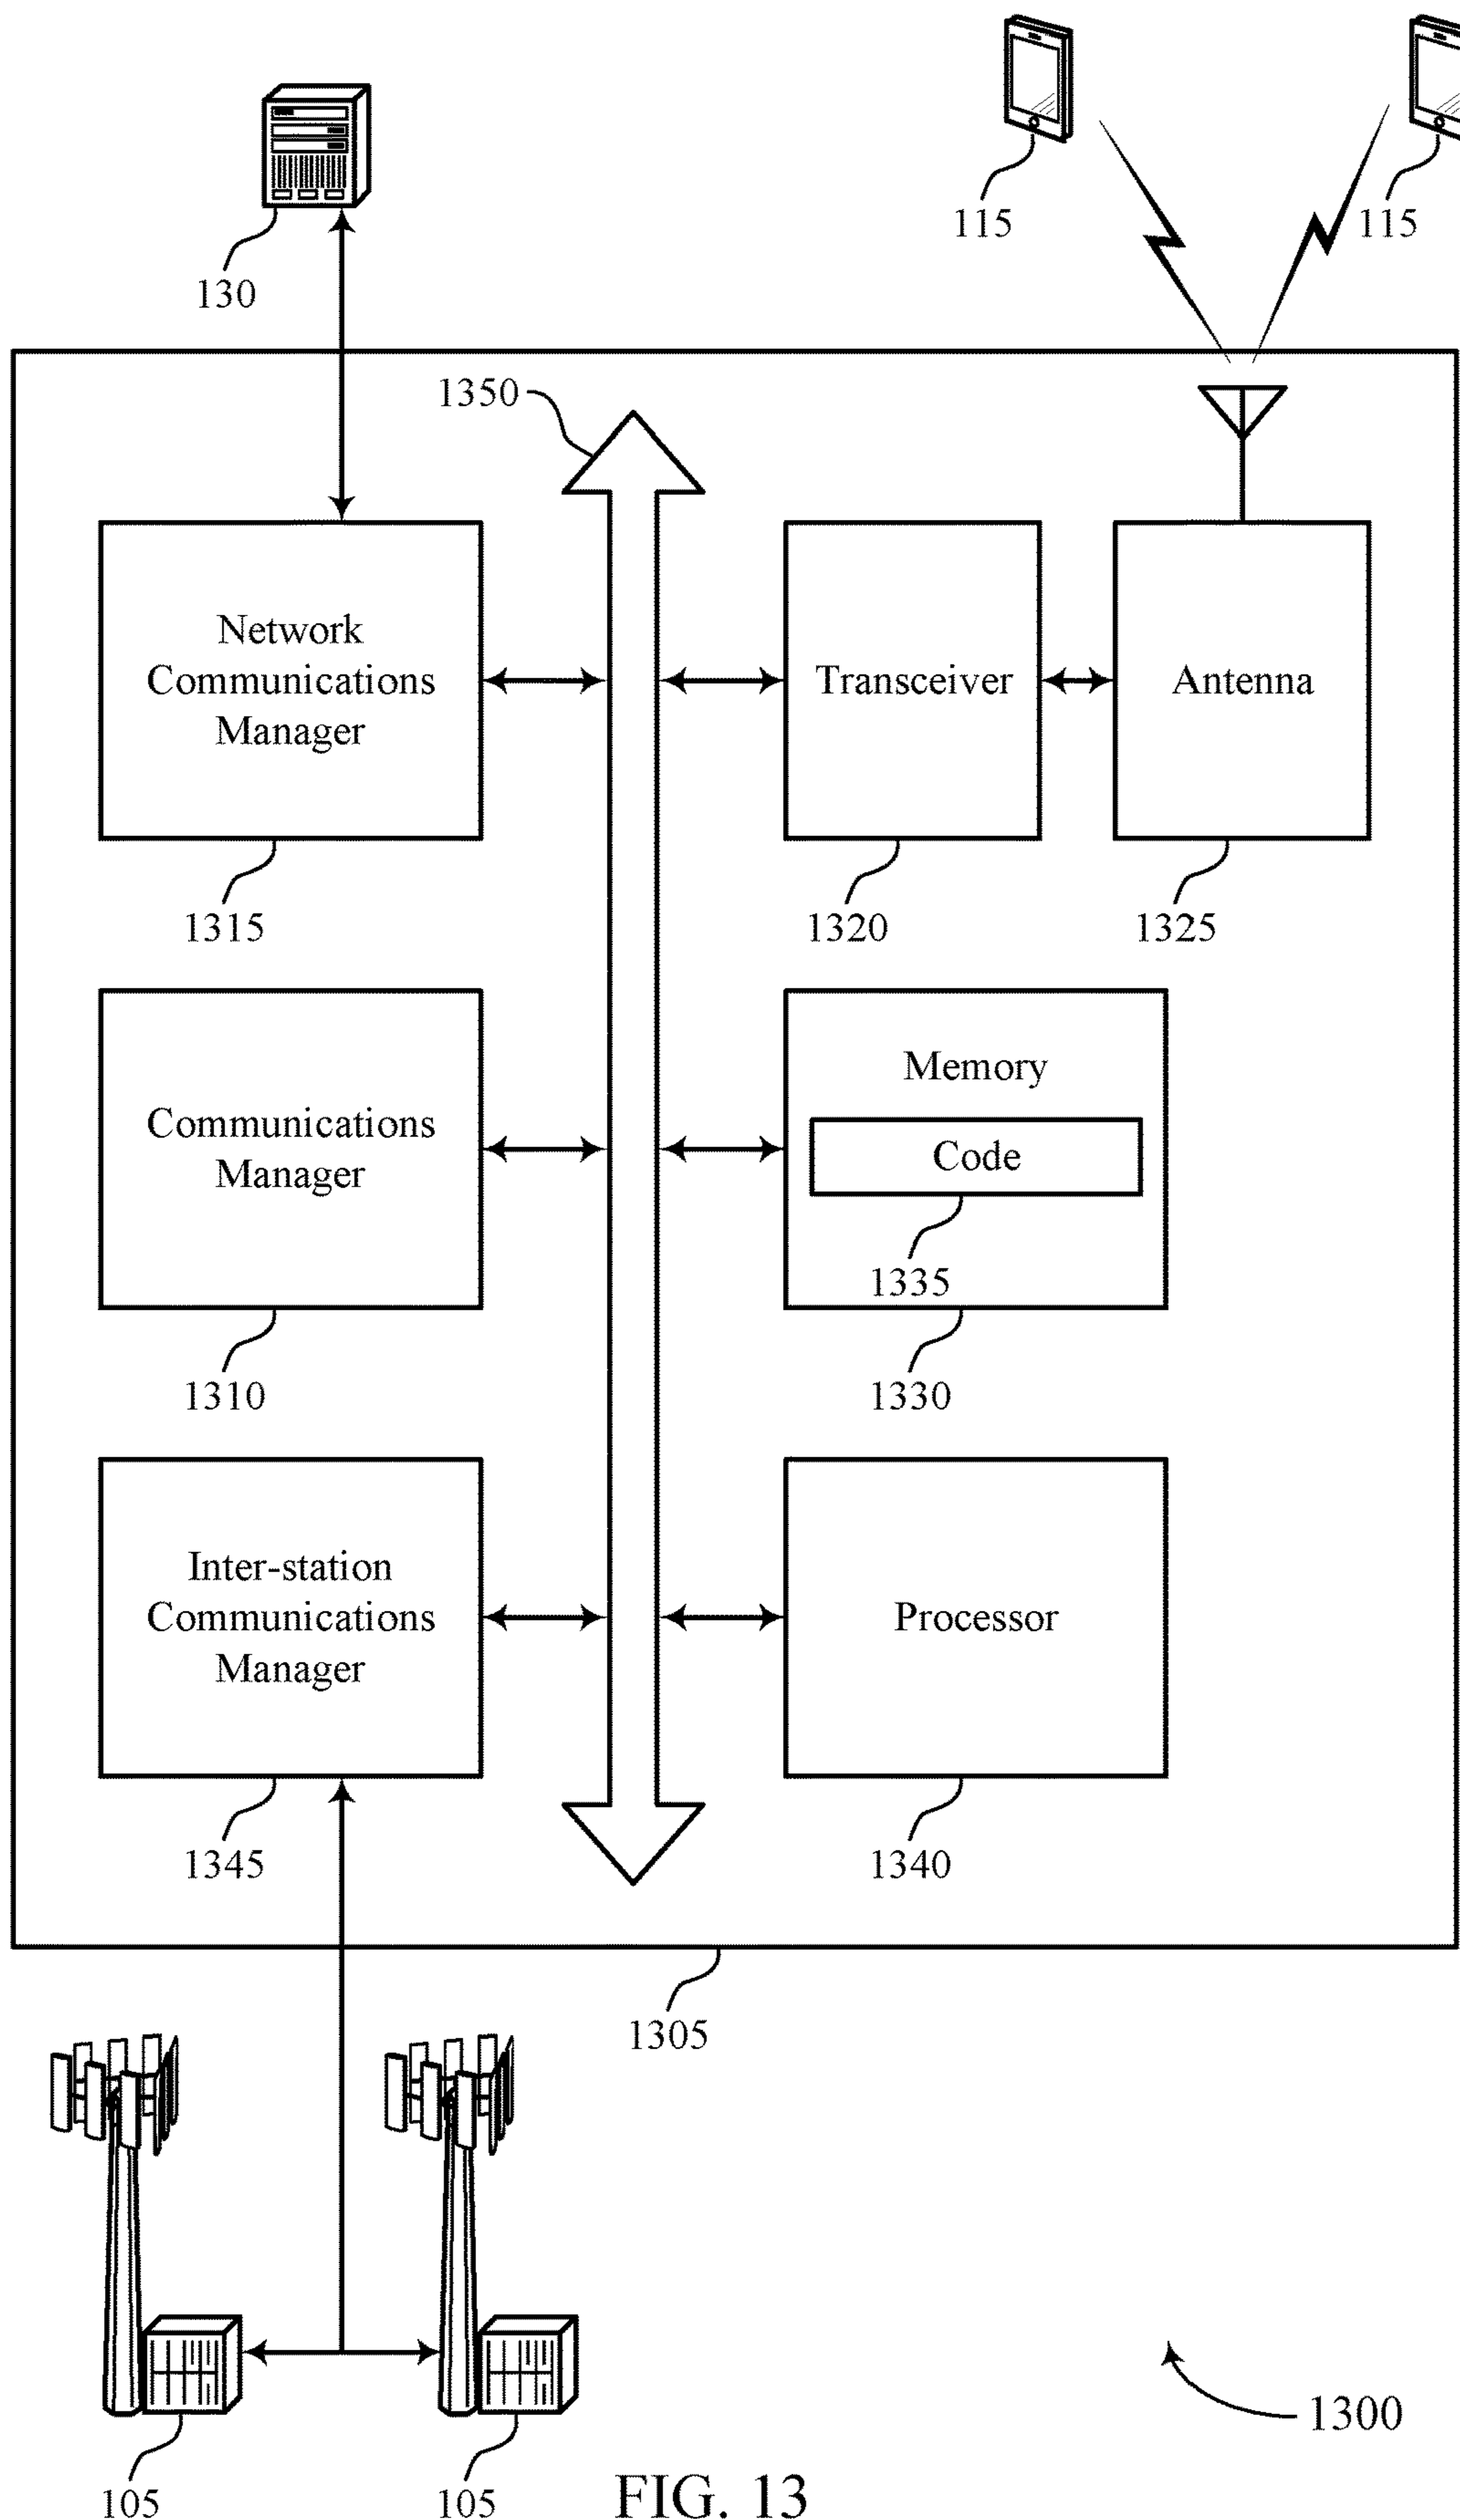 115
115
130
1350
Network
Communications
Manager
Transceiver
Antenna
1315
1320
1325
Communications
Manager
Memory
Code
1335
1310
1330
Inter-station
Communications
Manager
Processor
1345
1340
1305
1300
105
105
FIG. 13